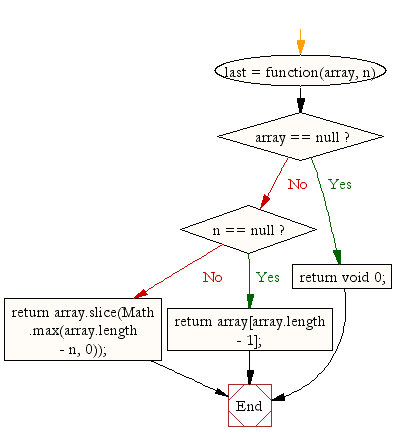 last = function(array, n)
array == null ?
No
Yes
n == null ?
return void 0;
No
Yes
return array.slice(Math
.max(array.length
- n, 0));
return array[array.length
- 1];
End